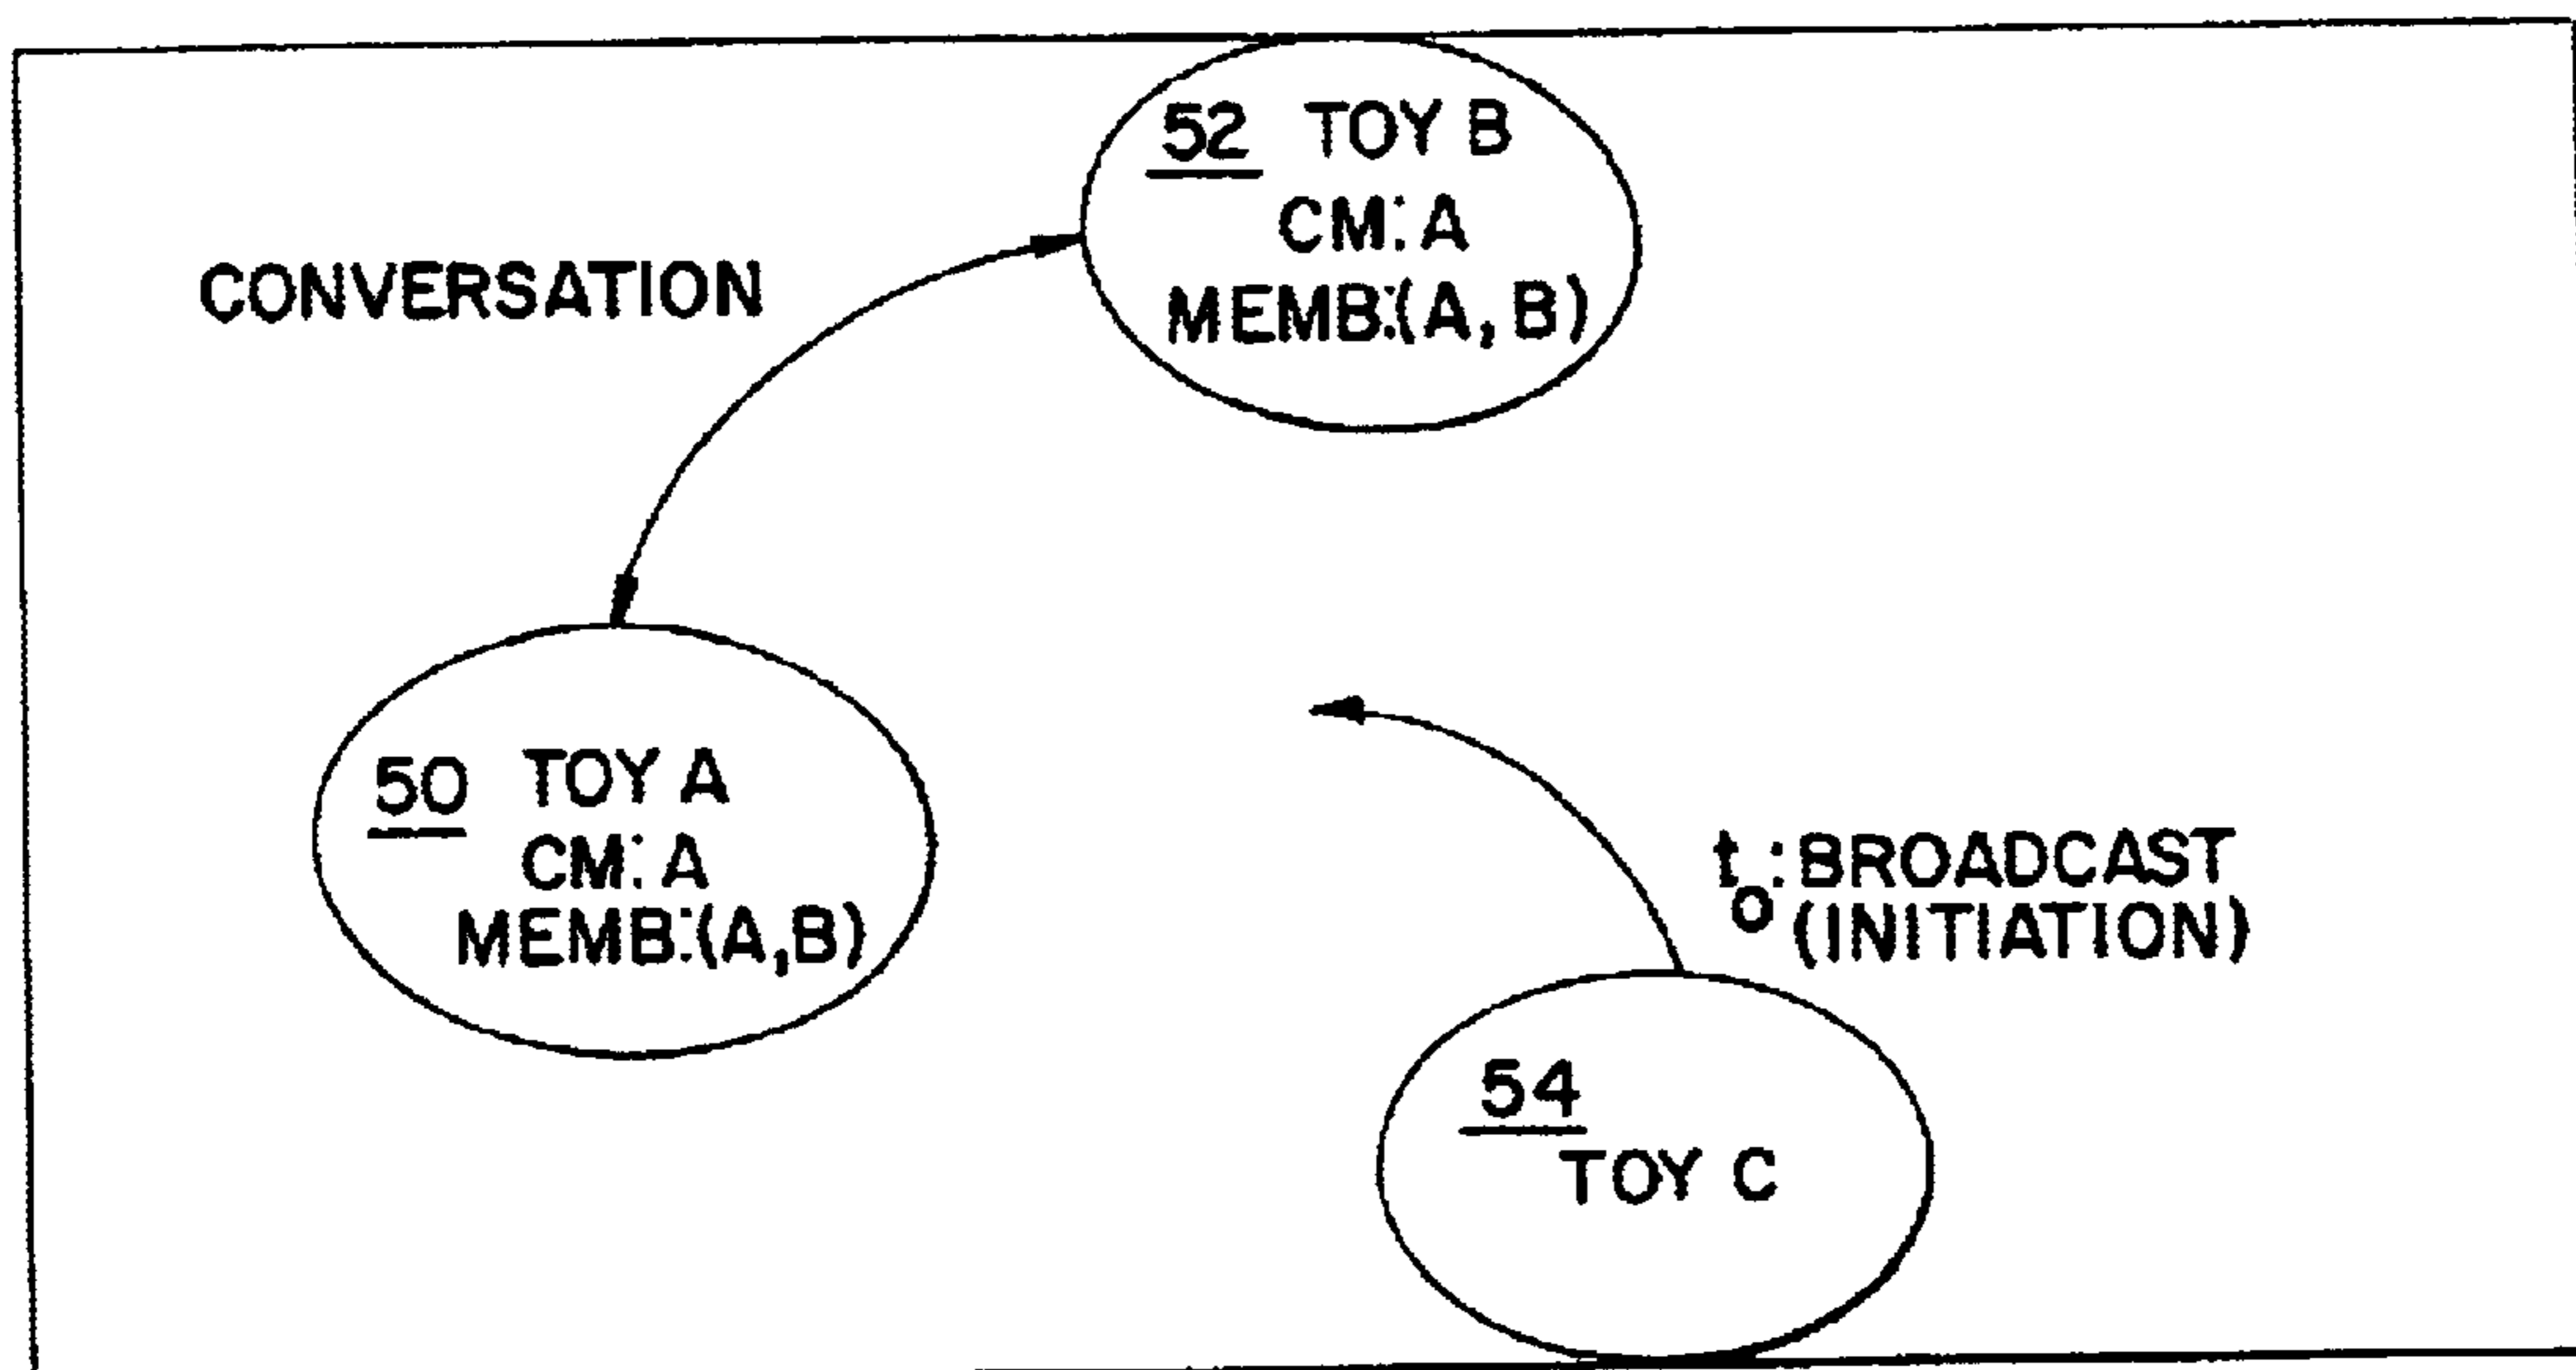 52 TOY B
CM: A
MEMB:(A, B)
CONVERSATION
50 TOY A
CM: A
MEMB:(A,B)
t₀: BROADCAST
(INITIATION)
54
TOY C